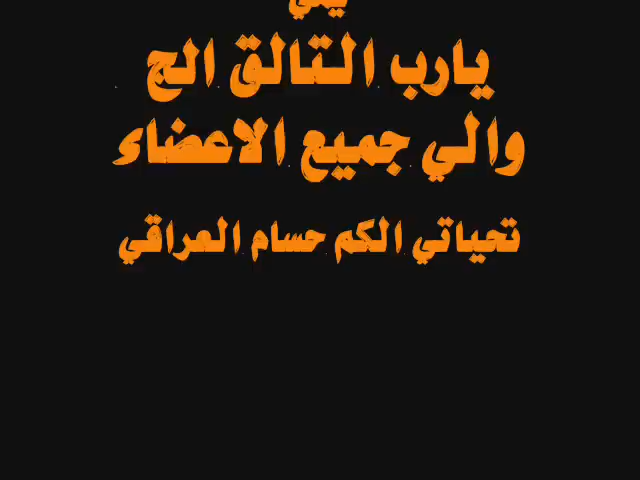 يارب التالق الج
والي جميع الاعضاء
تحياتي الكم حسام العراقي